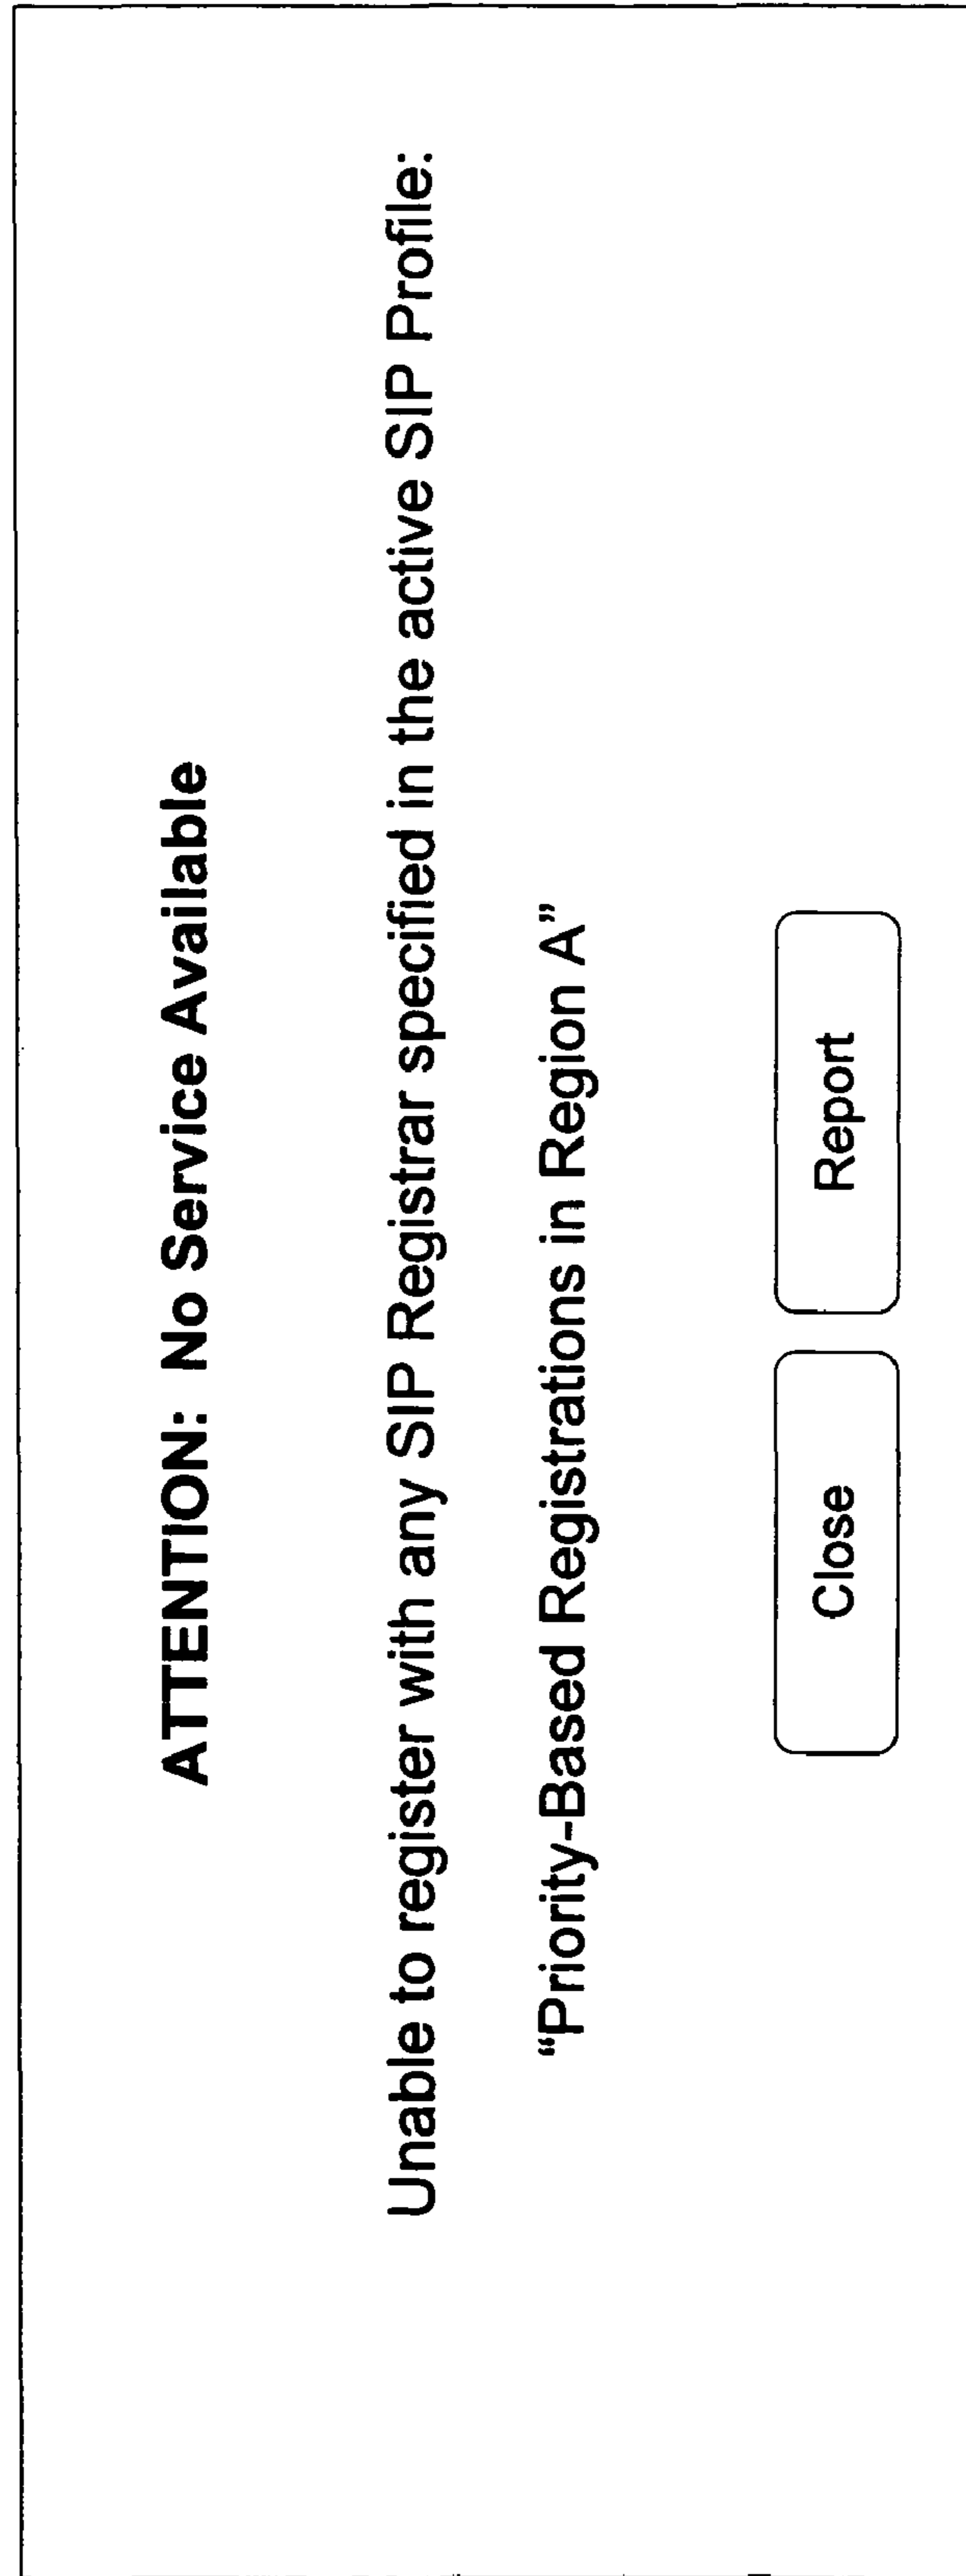 ATTENTION:  No Service Available
Unable to register with any SIP Registrar specified in the active SIP Profile:
“Priority-Based Registrations in Region A”
Close
Report